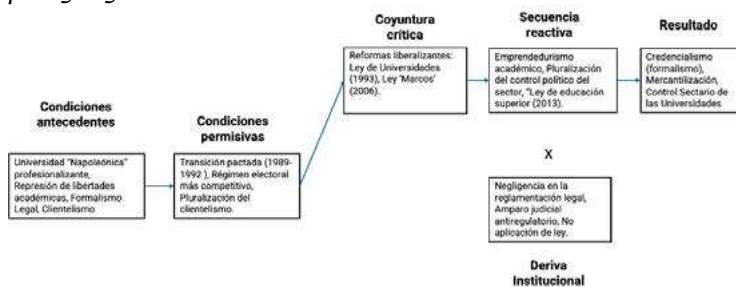 Condiciones
antecedentes
Universidad "Napoleónica"
profesionalizante,
Represión de libertades
académicas, Formalismo
Legal, Clientelismo
Condiciones
permisivas
Transición pactada (1989-
1992 ), Régimen electoral
más competitivo,
Pluralización del
clientelismo.
Coyuntura
crítica
Reformas liberalizantes:
Ley de Universidades
(1993), Ley 'Marcos'
(2006).
Secuencia
reactiva
Emprendedurismo
académico, Pluralización
del control político del
sector, "Ley de educación
superior (2013).
Resultado
Credencialismo
(formalismo),
Mercantilización,
Control Sectario de
las Universidades
X
Negligencia en la
reglamentación legal,
Amparo judicial
antiregulatorio, No
aplicación de ley.
Deriva
Institucional